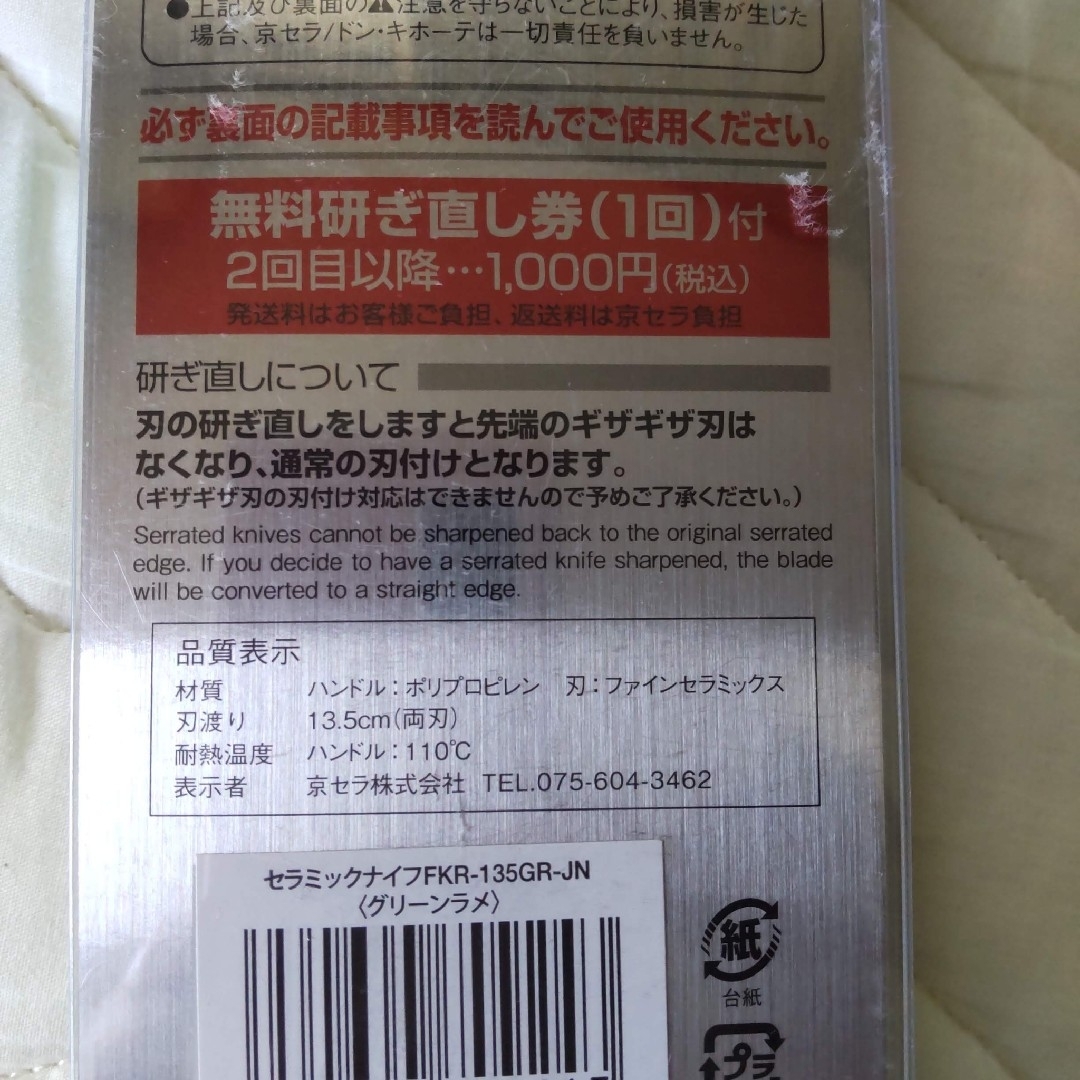 ●上記及び裏面の⚠注意を守らないことにより、損害が生じた
場合、京セラ/ドン・キホーテは一切責任を負いません。
必ず裏面の記載事項を読んでご使用ください。
無料研ぎ直し券(1回)付
2回目以降…1,000円(税込)
発送料はお客様ご負担、返送料は京セラ負担
研ぎ直しについて
刃の研ぎ直しをしますと先端のギザギザ刃は
なくなり、通常の刃付けとなります。
(ギザギザ刃の刃付け対応はできませんので予めご了承ください。)
Serrated knives cannot be sharpened back to the original serrated
edge. If you decide to have a serrated knife sharpened, the blade
will be converted to a straight edge.
品質表示
材質 ハンドル:ポリプロピレン 刃:ファインセラミックス
刃渡り 13.5cm(両刃)
耐熱温度 ハンドル:110℃
表示者 京セラ株式会社 TEL.075-604-3462
セラミックナイフFKR-135GR-JN
〈グリーンラメ〉
紙
台紙
プラ